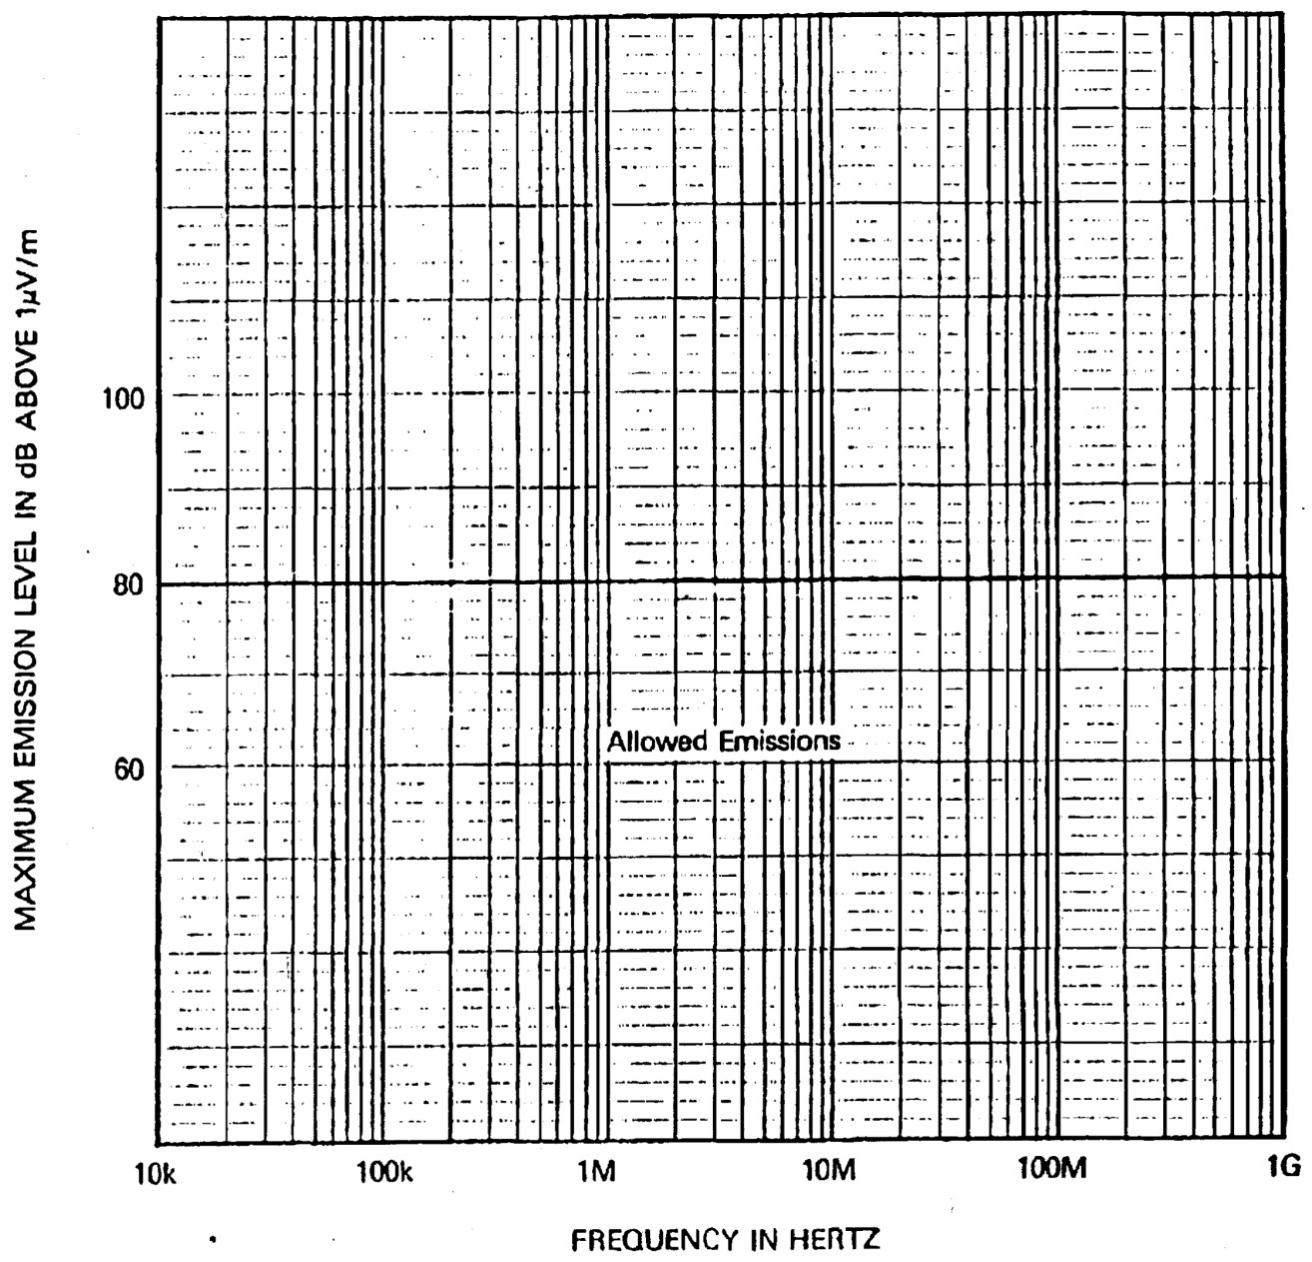 MAXIMUM EMISSION LEVEL IN dB ABOVE 1µV/m
100
80
60
Allowed Emissions
10k
100k
1M
10M
100M
1G
FREQUENCY IN HERTZ